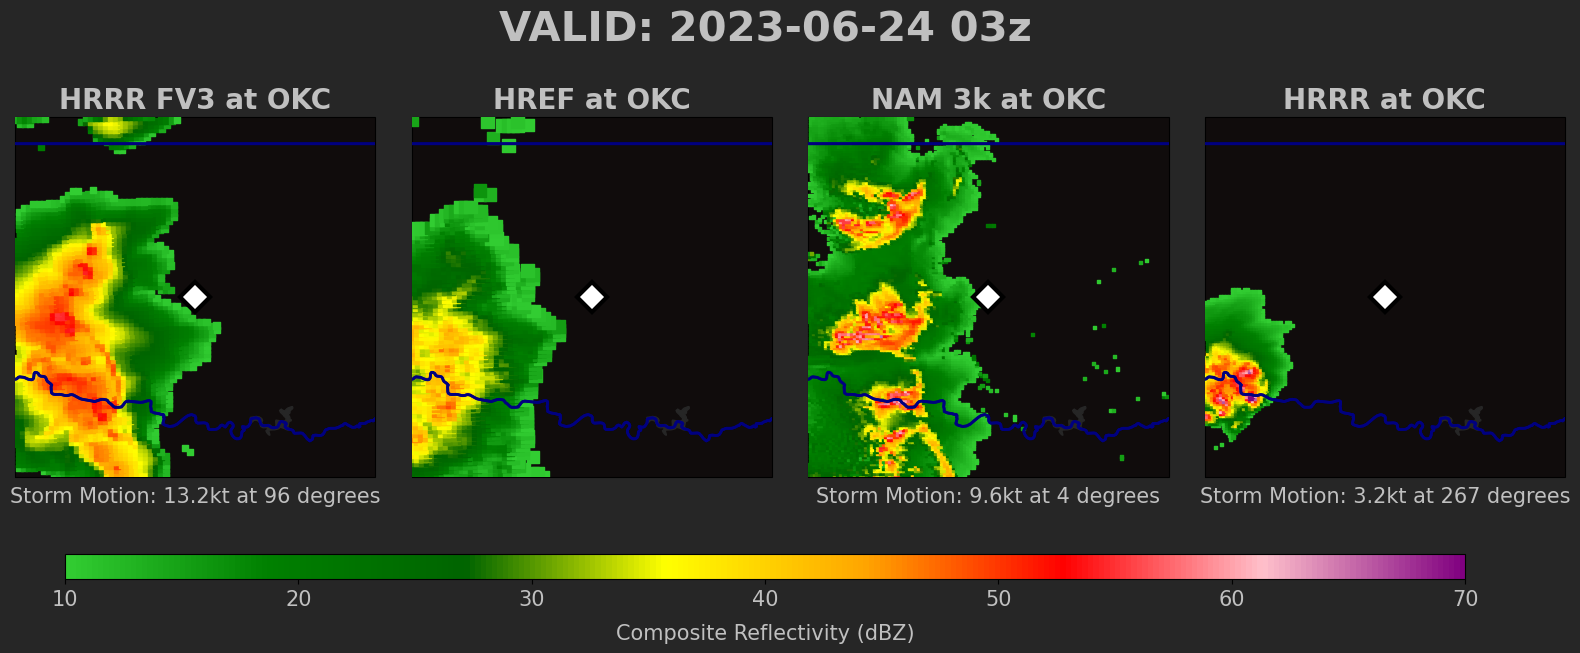 VALID: 2023-06-24 03z
HRRR FV3 at OKC
HREF at OKC
NAM 3k at OKC
HRRR at OKC
Storm Motion: 13.2kt at 96 degrees
Storm Motion: 9.6kt at 4 degrees
Storm Motion: 3.2kt at 267 degrees
10 20 30 40 50 60 70
Composite Reflectivity (dBZ)